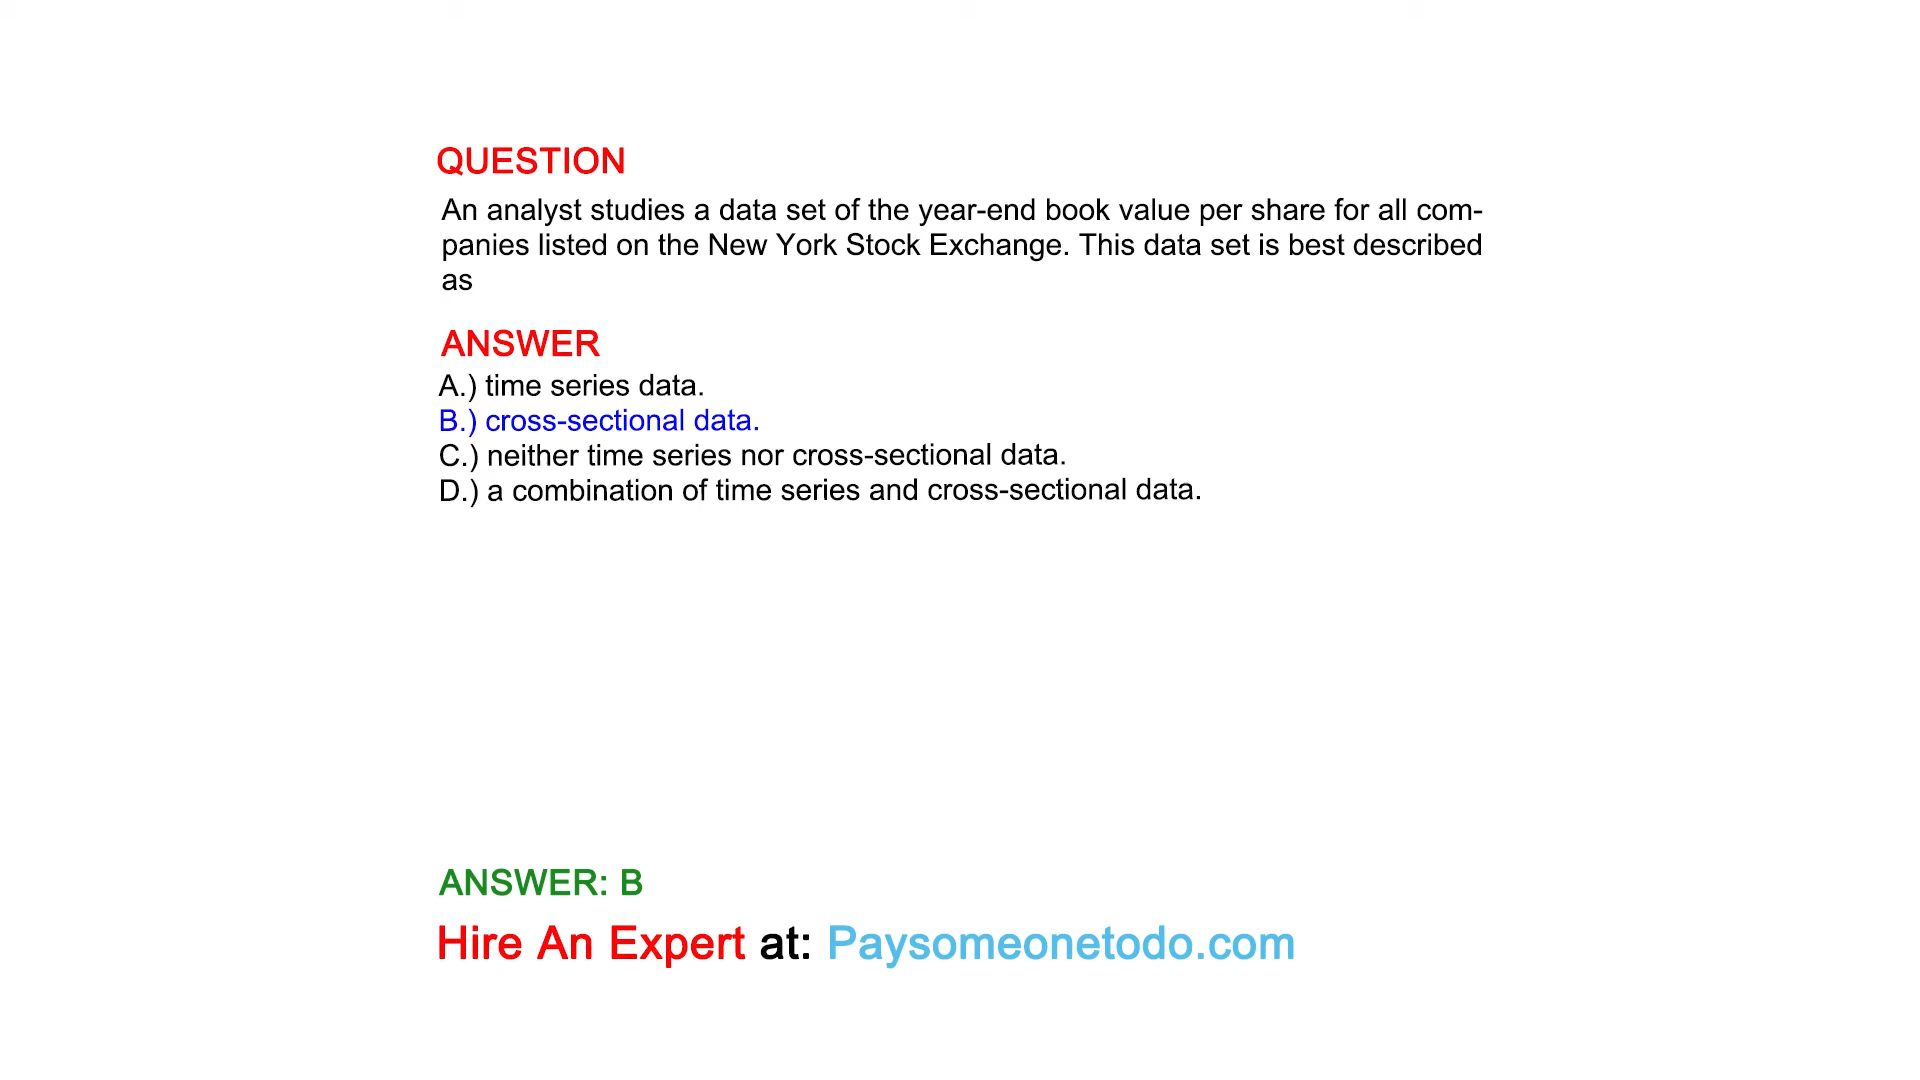 QUESTION
An analyst studies a data set of the year-end book value per share for all com-
panies listed on the New York Stock Exchange. This data set is best described
as
ANSWER
A.) time series data.
B.) cross-sectional data.
C.) neither time series nor cross-sectional data.
D.) a combination of time series and cross-sectional data.
ANSWER: B
Hire An Expert at: Paysomeonetodo.com